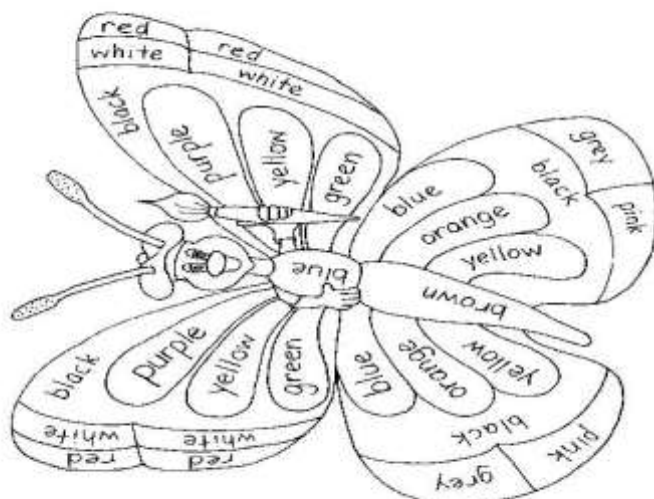 red
red
white
white
black
purple
yellow
green
blue
orange
yellow
black
grey
pink
blue
brown
black
purple
yellow
green
blue
orange
yellow
black
white
white
red
red
grey
pink